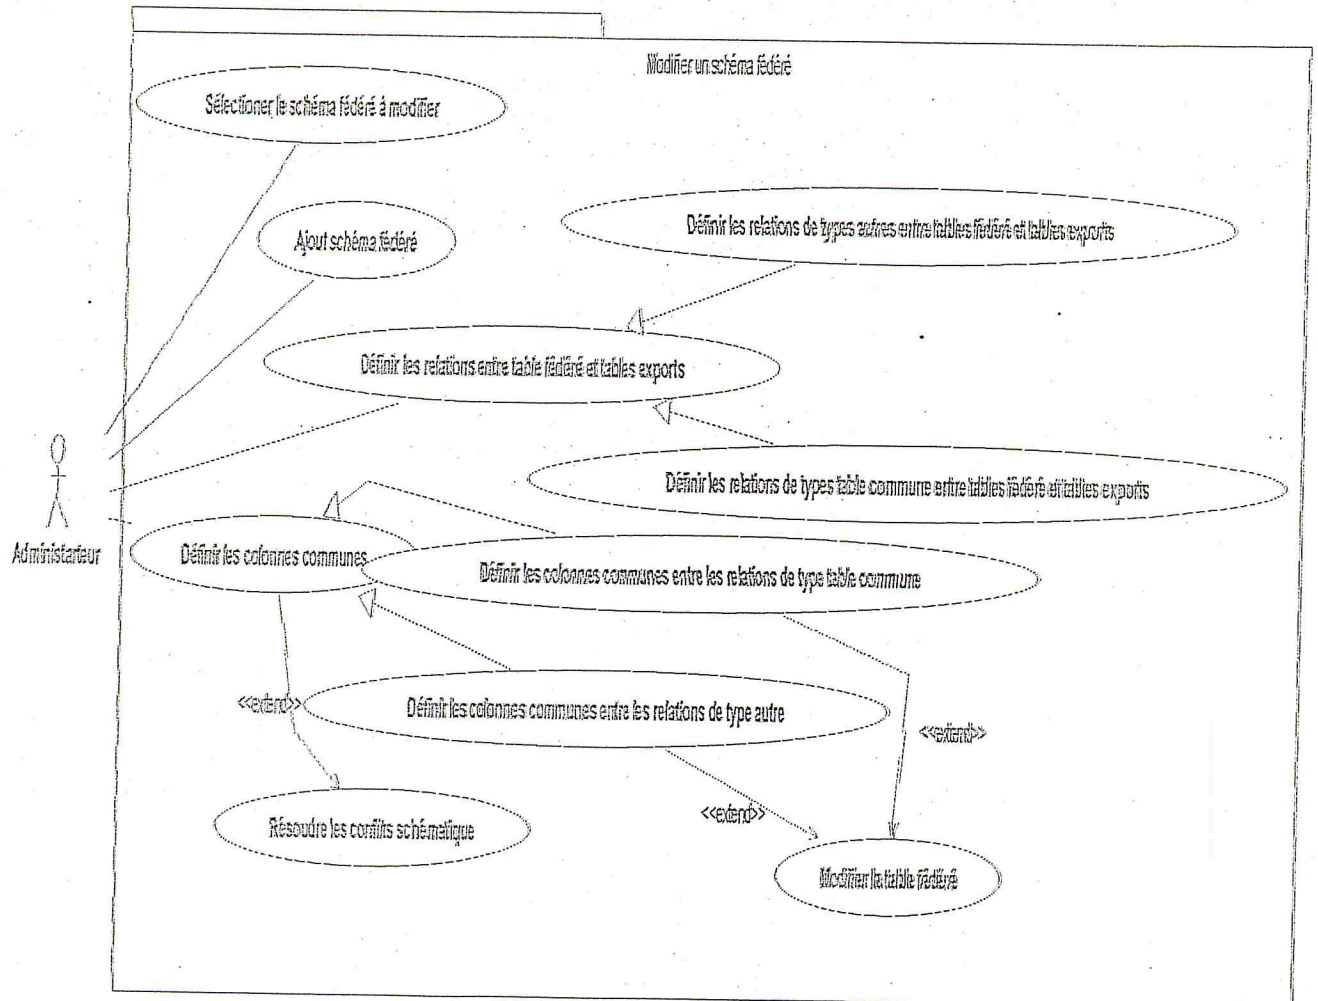 Modifier un schéma fédéré
Sélectioner le schéma fédéré à modifier
Ajout schéma fédéré
Définir les relations de types autres entre tables fédéré et tables exports
Définir les relations entre table fédéré et tables exports
Définir les relations de types table commune entre tables fédéré et tables exports
Administarteur
Définir les colonnes communes
Définir les colonnes communes entre les relations de type table commune
<<extend>>
Définir les colonnes communes entre les relations de type autre
<<extend>>
<<extend>>
Résoudre les conflits schématique
Modifier la table fédéré